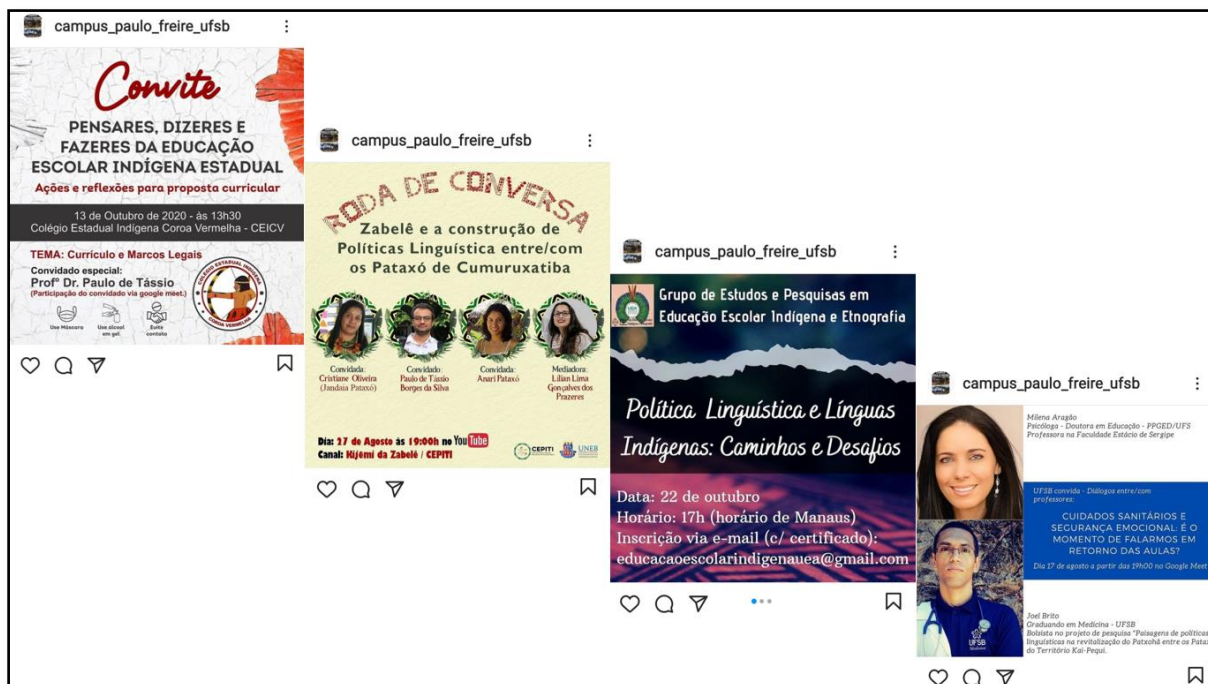 campus_paulo_freire_ufsb
Convite
PENSARES, DIZERES E
FAZERES DA EDUCAÇÃO
ESCOLAR INDÍGENA ESTADUAL
Ações e reflexões para proposta curricular
13 de Outubro de 2020 - às 13h30
Colégio Estadual Indígena Coroa Vermelha - CEICV
TEMA: Currículo e Marcos Legais
Convidado especial:
Profº Dr. Paulo de Tássio
(Participação do convidado via google meet.)
COLÉGIO ESTADUAL INDÍGENA
COROA VERMELHA
Use Máscara
Use álcool
em gel.
Evite
contato
campus_paulo_freire_ufsb
RODA DE CONVERSA
Zabelê e a construção de
Políticas Linguística entre/com
os Pataxó de Cumuruxatiba
Convidada:
Cristiane Oliveira
(Jandaia Pataxó)
Convidado:
Paulo de Tássio
Borges da Silva
Convidada:
Anari Pataxó
Mediadora:
Lilian Lima
Gonçalves dos
Prazeres
Dia: 27 de Agosto às 19:00h no YouTube
Canal: Kijêmí da Zabelê / CEPITI
CEPITI
UNEB
campus_paulo_freire_ufsb
Grupo de Estudos e Pesquisas em
Educação Escolar Indígena e Etnografia
Política Linguística e Línguas
Indígenas: Caminhos e Desafios
Data: 22 de outubro
Horário: 17h (horário de Manaus)
Inscrição via e-mail (c/ certificado):
educacaoescolarindigenauea@gmail.com
campus_paulo_freire_ufsb
Milena Aragão
Psicóloga - Doutora em Educação - PPGED/UFS
Professora na Faculdade Estácio de Sergipe
UFSB convida - Diálogos entre/com
professores:
CUIDADOS SANITÁRIOS E
SEGURANÇA EMOCIONAL: É O
MOMENTO DE FALARMOS EM
RETORNO DAS AULAS?
Dia 17 de agosto a partir das 19h00 no Google Meet
UFSB
Joel Brito
Graduando em Medicina - UFSB
Bolsista no projeto de pesquisa "Paisagens de políticas
linguísticas na revitalização do Patxohã entre os Patax
do Território Kaí-Pequi.